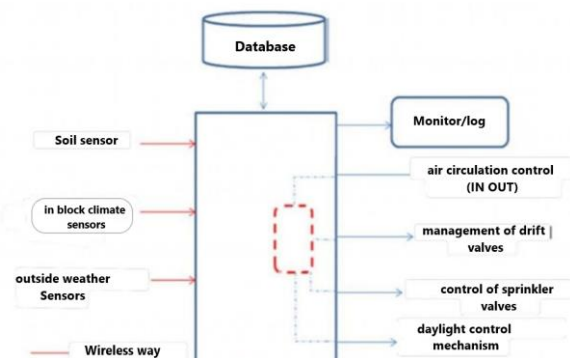 Database
Monitor/log
Soil sensor
air circulation control
(IN OUT)
in block climate
sensors
management of drift |
valves
outside weather
Sensors
control of sprinkler
valves
daylight control
mechanism
Wireless way